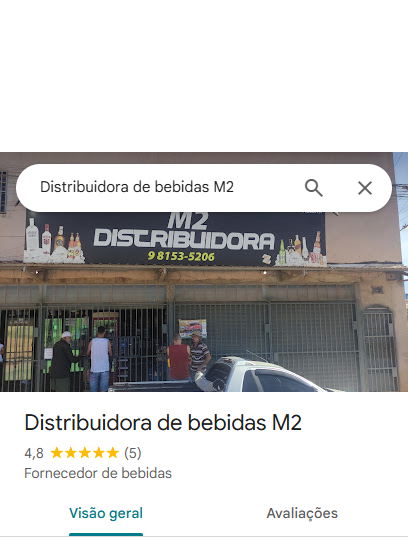 Distribuidora de bebidas M2
M2
DISTRIBUIDORA
9 8153-5206
Distribuidora de bebidas M2
4,8 (5)
Fornecedor de bebidas
Visão geral
Avaliações